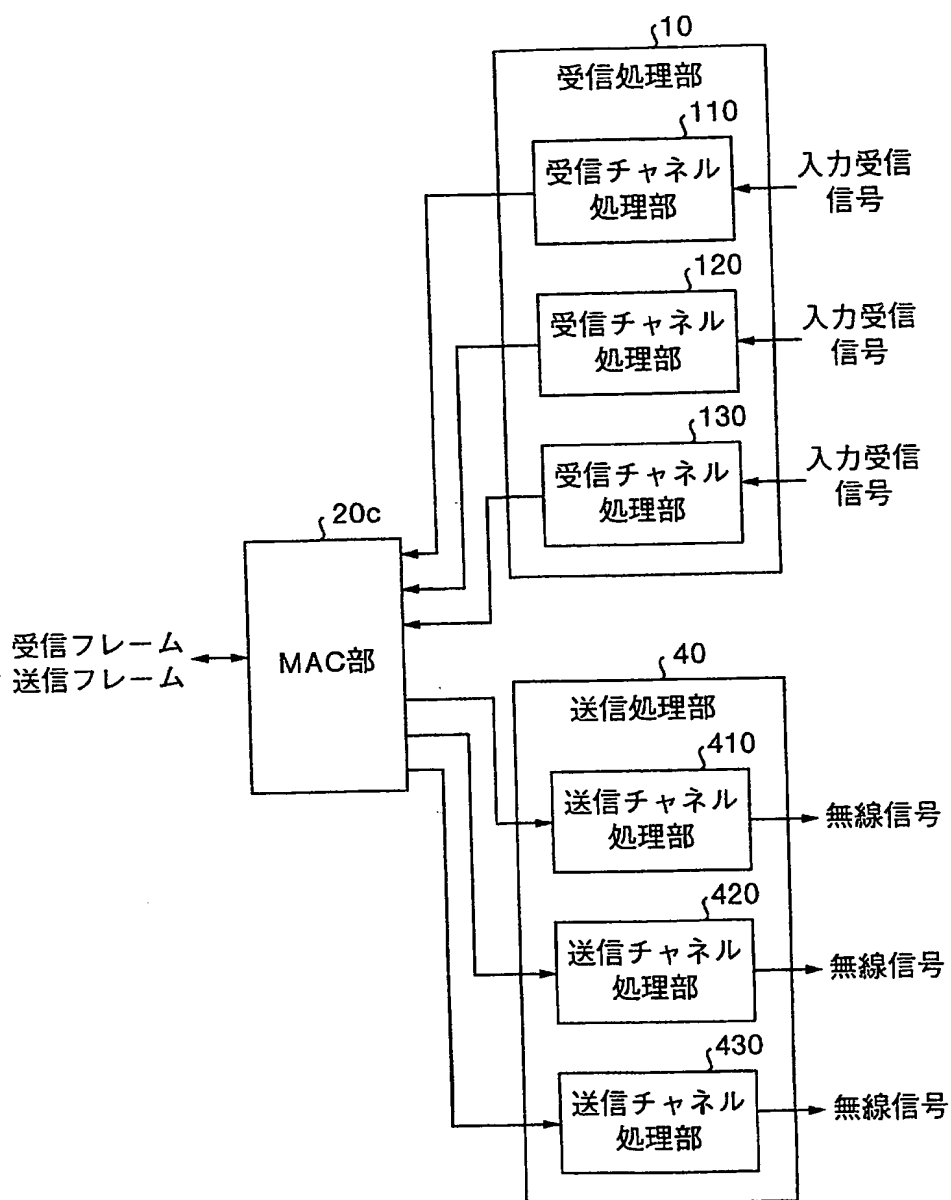 10
受信処理部
110
受信チャネル
処理部
入力受信
信号
120
受信チャネル
処理部
入力受信
信号
130
受信チャネル
処理部
入力受信
信号
20c
MAC部
受信フレーム
送信フレーム
40
送信処理部
410
送信チャネル
処理部
無線信号
420
送信チャネル
処理部
無線信号
430
送信チャネル
処理部
無線信号